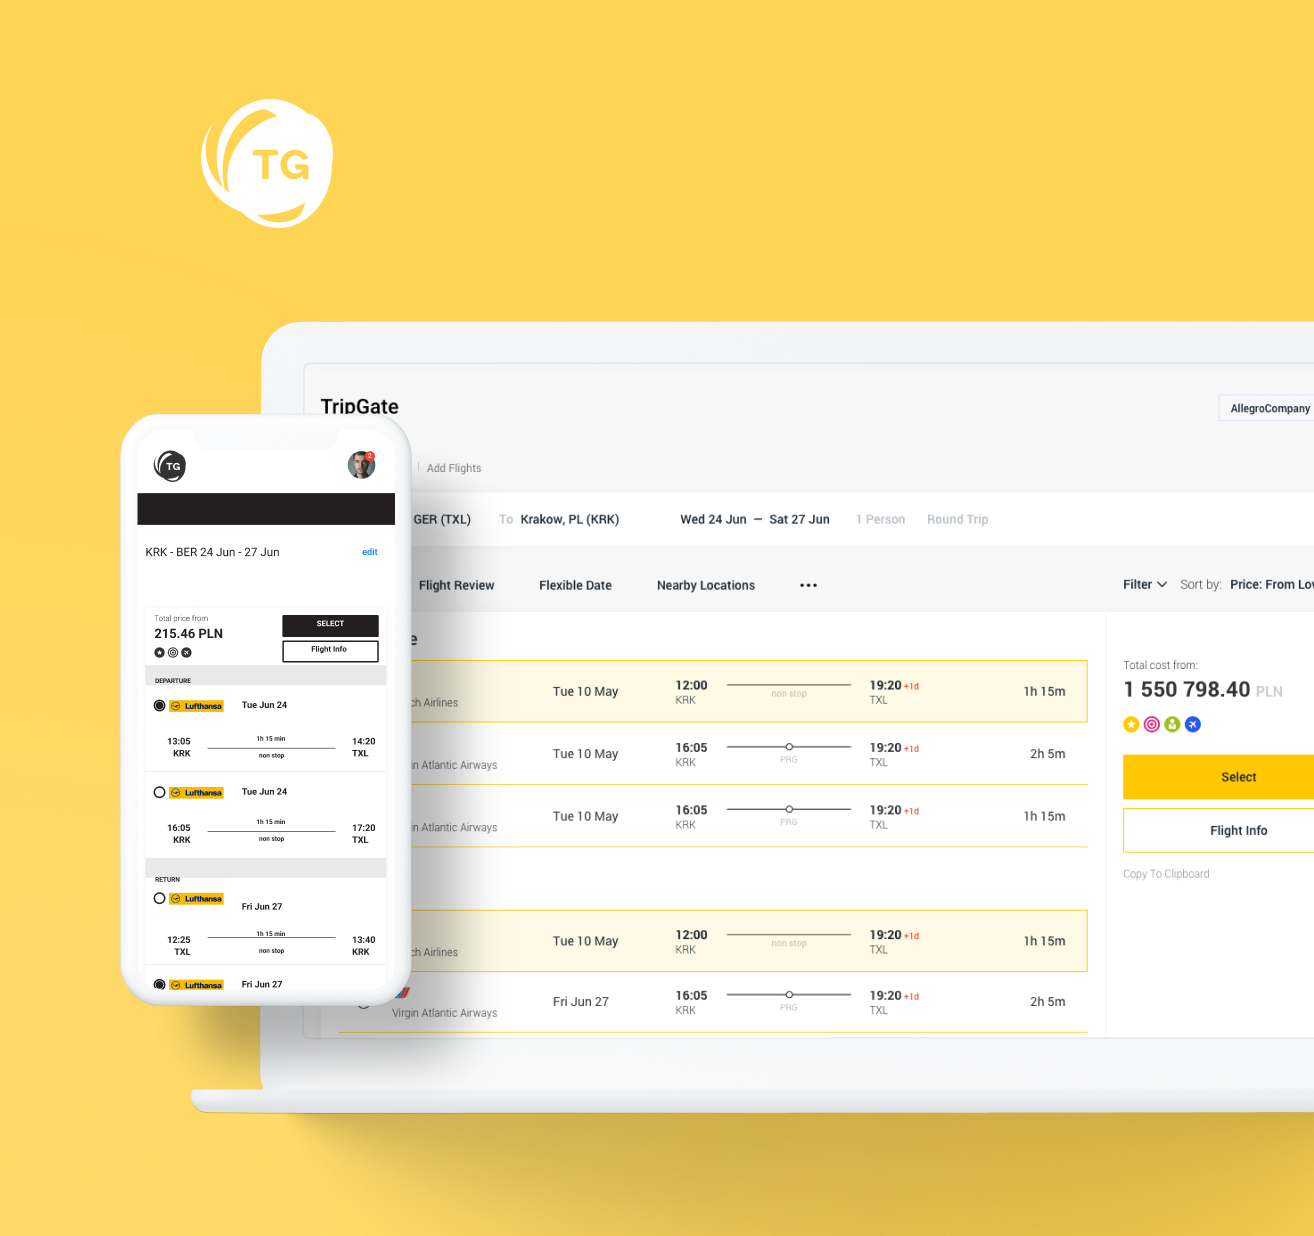 TG
TripGate
AllegroCompany
Add Flights
GER (TXL) To Krakow, PL (KRK) Wed 24 Jun – Sat 27 Jun 1 Person Round Trip
Flight Review Flexible Date Nearby Locations ••• Filter Sort by: Price: From Lo
e
ch Airlines Tue 10 May 12:00 KRK non stop 19:20 +1d TXL 1h 15m
in Atlantic Airways Tue 10 May 16:05 KRK PRG 19:20 +1d TXL 2h 5m
in Atlantic Airways Tue 10 May 16:05 KRK PRG 19:20 +1d TXL 1h 15m
ch Airlines Tue 10 May 12:00 KRK non stop 19:20 +1d TXL 1h 15m
Virgin Atlantic Airways Fri Jun 27 16:05 KRK PRG 19:20 +1d TXL 2h 5m
Total cost from:
1 550 798.40 PLN
Select
Flight Info
Copy To Clipboard
TG 2
KRK - BER 24 Jun - 27 Jun edit
Total price from
215.46 PLN
SELECT
Flight Info
DEPARTURE
Lufthansa Tue Jun 24
13:05 1h 15 min 14:20
KRK non stop TXL
Lufthansa Tue Jun 24
16:05 1h 15 min 17:20
KRK non stop TXL
RETURN
Lufthansa Fri Jun 27
12:25 1h 15 min 13:40
TXL non stop KRK
Lufthansa Fri Jun 27